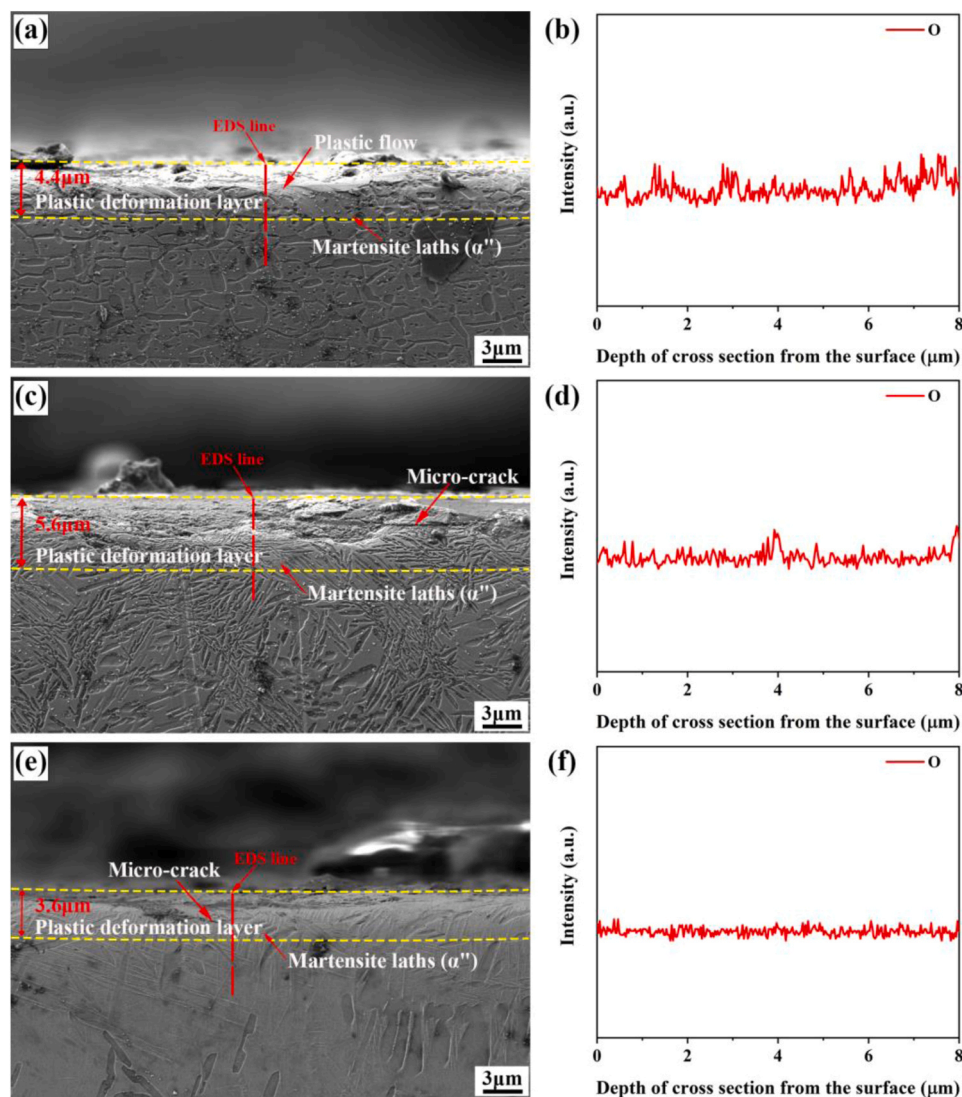 (a)
EDS line
Plastic flow
4.4μm
Plastic deformation layer
Martensite laths (α")
3μm
(b)
O
Intensity (a.u.)
0 2 4 6 8
Depth of cross section from the surface (μm)
(c)
EDS line
Micro-crack
5.6μm
Plastic deformation layer
Martensite laths (α")
3μm
(d)
O
Intensity (a.u.)
0 2 4 6 8
Depth of cross section from the surface (μm)
(e)
EDS line
Micro-crack
3.6μm
Plastic deformation layer
Martensite laths (α")
3μm
(f)
O
Intensity (a.u.)
0 2 4 6 8
Depth of cross section from the surface (μm)